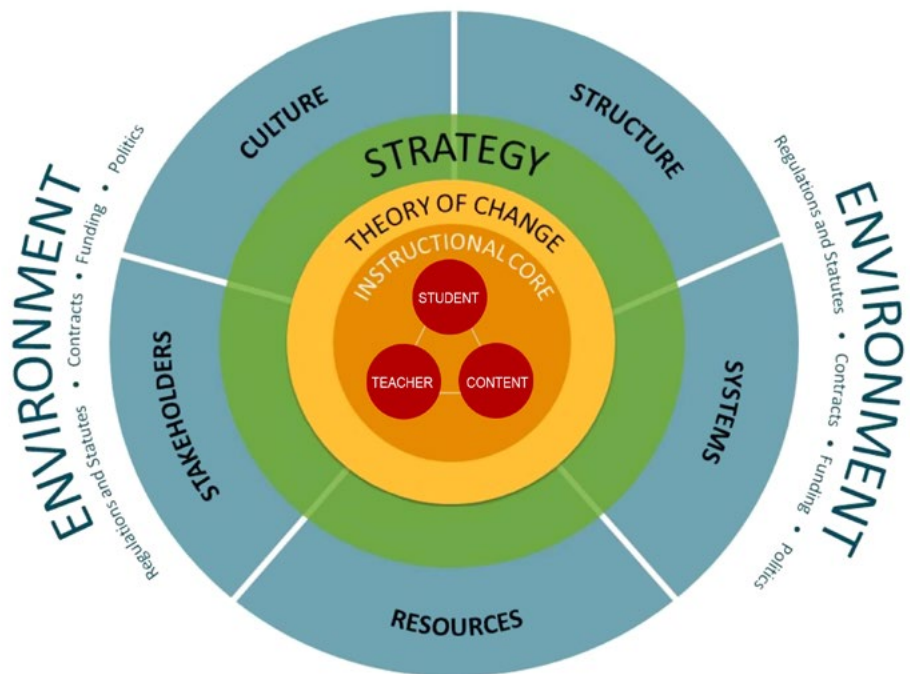 CULTURE
STRUCTURE
STRATEGY
THEORY OF CHANGE
INSTRUCTIONAL CORE
STUDENT
TEACHER
CONTENT
STAKEHOLDERS
SYSTEMS
RESOURCES
ENVIRONMENT
Regulations and Statutes • Contracts • Funding • Politics
ENVIRONMENT
Regulations and Statutes • Contracts • Funding • Politics